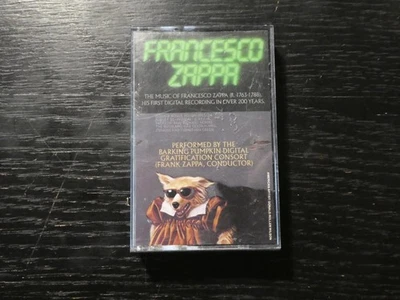 FRANCESCO
ZAPPA
THE MUSIC OF FRANCESCO ZAPPA (fl. 1763-1788)
HIS FIRST DIGITAL RECORDING IN OVER 200 YEARS.
PERFORMED BY THE
BARKING PUMPKIN DIGITAL
GRATIFICATION CONSORT
(FRANK ZAPPA, CONDUCTOR)